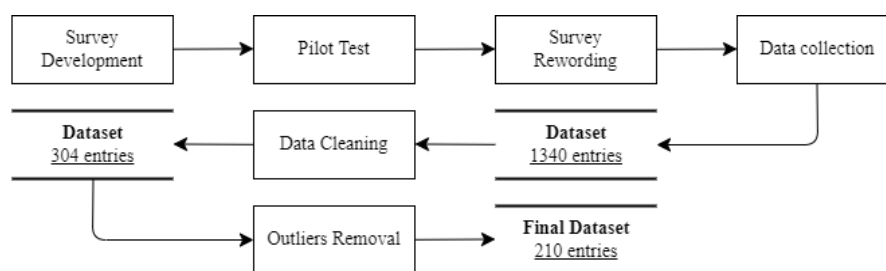 Survey
Development
Pilot Test
Survey
Rewording
Data collection
Dataset
1340 entries
Data Cleaning
Dataset
304 entries
Outliers Removal
Final Dataset
210 entries